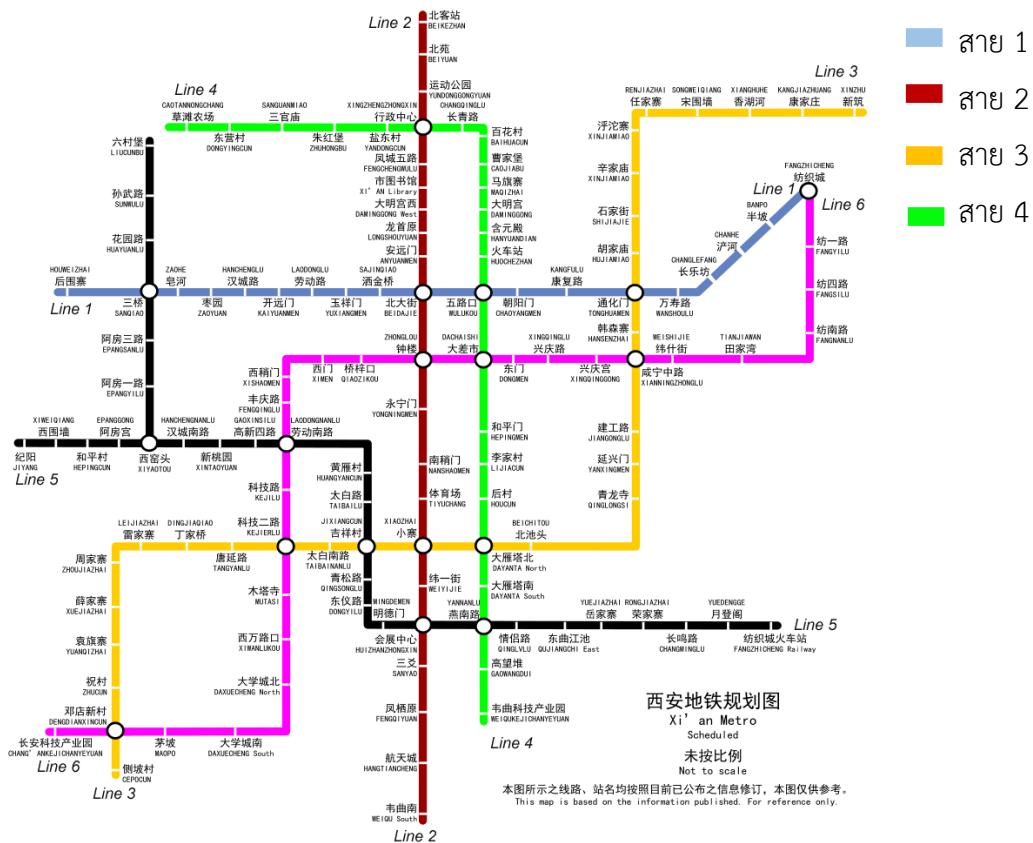 Line 2
北客站
BEIKEZHAN
北苑
BEIYUAN
运动公园
YUNDONGGONGYUAN
Line 4
CAOTANNONGCHANG
草滩农场
东营村
DONGYINGCUN
SANGUANMIAO
三官庙
朱红堡
ZHUHONGBU
XINGZHENGZHONGXIN
行政中心
盐东村
YANDONGCUN
CHANGQINGLU
长青路
百花村
BAIHUACUN
凤城五路
FENGCHENGWULU
市图书馆
XI'AN Library
大明宫西
DAMINGGONG West
龙首原
LONGSHOUYUAN
安远门
ANYUANMEN
曹家堡
CAOJIABU
马旗寨
MAQIZHAI
大明宫
DAMINGGONG
含元殿
HANYUANDIAN
火车站
HUOCHEZHAN
Line 3
RENJIAZHAI
任家寨
SONGWEIQIANG
宋围墙
XIANGHUHE
香湖河
KANGJIAZHUANG
康家庄
XINZHU
新筑
浮沱寨
XINJIAMIAO
辛家庙
XINJIAMIAO
石家街
SHIJIAJIE
胡家庙
HUJIAMIAO
สาย 1
สาย 2
สาย 3
สาย 4
六村堡
LIUCUNBU
孙武路
SUNWULU
花园路
HUAYUANLU
FANGZHICHENG
纺织城
Line 1
Line 6
BANPO
半坡
CHANHE
浐河
CHANGLEFANG
长乐坊
纺一路
FANGYILU
纺四路
FANGSILU
纺南路
FANGNANLU
HOUWEIZHAI
后围寨
Line 1
三桥
SANQIAO
ZAOHE
皂河
枣园
ZAOYUAN
HANCHENGLU
汉城路
开远门
KAIYUANMEN
LAODONGLU
劳动路
玉祥门
YUXIANGMEN
SAJINQIAO
洒金桥
北大街
BEIDAJIE
五路口
WULUKOU
朝阳门
CHAOYANGMEN
KANGFULU
康复路
通化门
TONGHUAMEN
万寿路
WANSHOULU
阿房三路
EPANGSANLU
阿房一路
EPANGYILU
ZHONGLOU
钟楼
DACHAISHI
大差市
西门
XIMEN
桥梓口
QIAOZIKOU
东门
DONGMEN
XINGQINGLU
兴庆路
兴庆宫
XINGQINGGONG
韩森寨
HANSENZHAI
咸宁中路
XIANNINGZHONGLU
WEISHIJIE
纬什街
TIANJIAWAN
田家湾
西稍门
XISHAOMEN
丰庆路
FENGQINGLU
永宁门
YONGNINGMEN
南稍门
NANSHAOMEN
体育场
TIYUCHANG
和平门
HEPINGMEN
李家村
LIJIACUN
后村
HOUCUN
建工路
JIANGONGLU
延兴门
YANXINGMEN
青龙寺
QINGLONGSI
纪阳
JIYANG
Line 5
XIWEIQIANG
西围墙
和平村
HEPINGCUN
EPANGGONG
阿房宫
西窑头
XIYAOTOU
HANCHENGNANLU
汉城南路
新桃园
XINTAOYUAN
GAOXINSILU
高新四路
LAODONGNANLU
劳动南路
黄雁村
HUANGYANCUN
太白路
TAIBAILU
科技路
KEJILU
科技二路
KEJIERLU
LEIJIAZHAI
雷家寨
DINGJIAQIAO
丁家桥
唐延路
TANGYANLU
太白南路
TAIBAINANLU
JIXIANGCUN
吉祥村
XIAOZHAI
小寨
BEICHITOU
北池头
大雁塔北
DAYANTA North
大雁塔南
DAYANTA South
纬一街
WEIYIJIE
青松路
QINGSONGLU
东仪路
DONGYILU
MINGDEMEN
明德门
会展中心
HUIZHANZHONGXIN
YANNANLU
燕南路
情侣路
QINGLVLU
东曲江池
QUJIANGCHI East
YUEJIAZHAI
岳家寨
RONGJIAZHAI
荣家寨
长鸣路
CHANGMINGLU
YUEDENGGE
月登阁
纺织城火车站
FANGZHICHENG Railway
Line 5
周家寨
ZHOUJIAZHAI
薛家寨
XUEJIAZHAI
袁旗寨
YUANQIZHAI
祝村
ZHUCUN
邓店新村
DENGDIANXINCUN
木塔寺
MUTASI
西万路口
XIWANLUKOU
大学城北
DAXUECHENG North
大学城南
DAXUECHENG South
茅坡
MAOPO
长安科技产业园
CHANG'ANKEJICHANYEYUAN
Line 6
侧坡村
CEPOCUN
Line 3
三爻
SANYAO
凤栖原
FENGQIYUAN
航天城
HANGTIANCHENG
韦曲南
WEIQU South
Line 2
高望堆
GAOWANGDUI
韦曲科技产业园
WEIQUKEJICHANYEYUAN
Line 4
西安地铁规划图
Xi'an Metro
Scheduled
未按比例
Not to scale
本图所示之线路、站名均按照目前已公布之信息修订，本图仅供参考。
This map is based on the information published. For reference only.